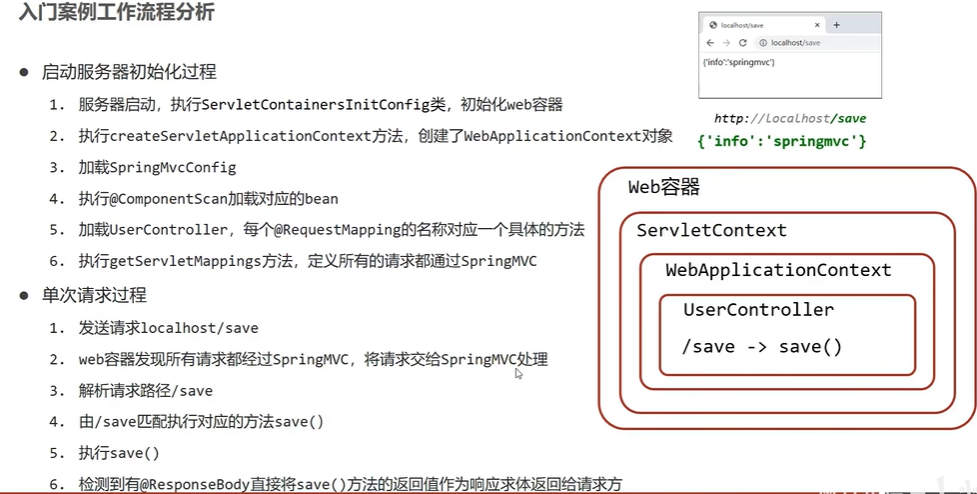 入门案例工作流程分析
● 启动服务器初始化过程
1. 服务器启动，执行ServletContainersInitConfig类，初始化web容器
2. 执行createServletApplicationContext方法，创建了WebApplicationContext对象
3. 加载SpringMvcConfig
4. 执行@ComponentScan加载对应的bean
5. 加载UserController，每个@RequestMapping的名称对应一个具体的方法
6. 执行getServletMappings方法，定义所有的请求都通过SpringMVC
● 单次请求过程
1. 发送请求localhost/save
2. web容器发现所有请求都经过SpringMVC，将请求交给SpringMVC处理
3. 解析请求路径/save
4. 由/save匹配执行对应的方法save()
5. 执行save()
6. 检测到有@ResponseBody直接将save()方法的返回值作为响应求体返回给请求方
localhost/save
localhost/save
{'info':'springmvc'}
http://localhost/save
{'info':'springmvc'}
Web容器
ServletContext
WebApplicationContext
UserController
/save -> save()